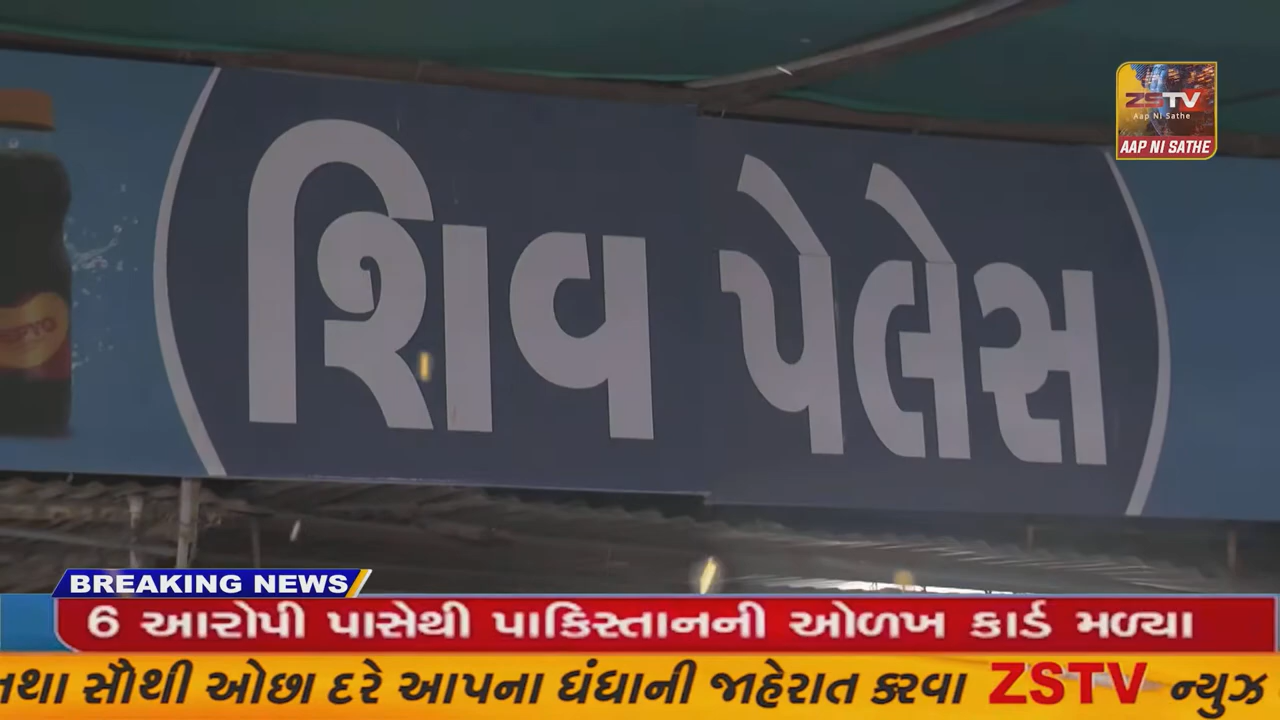 ZSTV
Aap Ni Sathe
AAP NI SATHE
શિવ પેલેસ
BREAKING NEWS
6 આરોપી પાસેથી પાકિસ્તાનની ઓળખ કાર્ડ મળ્યા
તથા સૌથી ઓછા દરે આપના ધંધાની જાહેરાત કરવા ZSTV ન્યુઝ